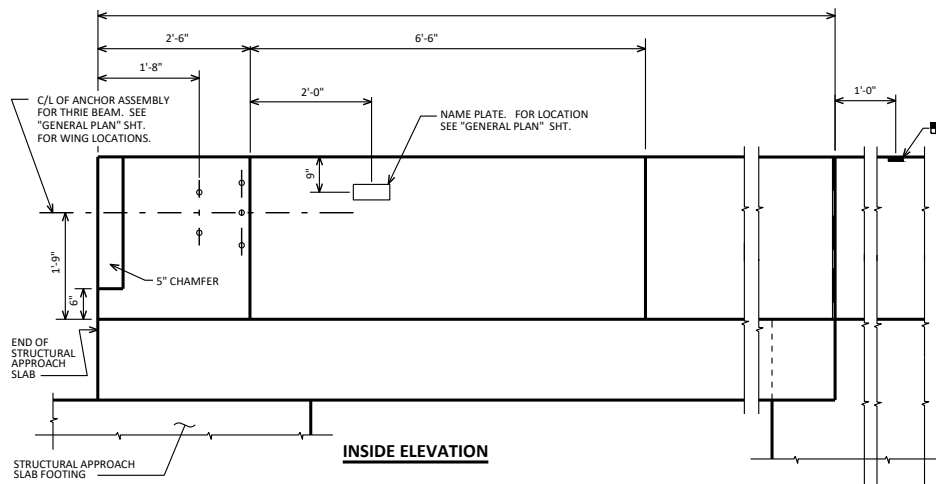 2'-6"
6'-6"
1'-8"
2'-0"
1'-0"
C/L OF ANCHOR ASSEMBLY
FOR THRIE BEAM. SEE
"GENERAL PLAN" SHT.
FOR WING LOCATIONS.
NAME PLATE. FOR LOCATION
SEE "GENERAL PLAN" SHT.
9"
1'-9"
6"
5" CHAMFER
END OF
STRUCTURAL
APPROACH
SLAB
INSIDE ELEVATION
STRUCTURAL APPROACH
SLAB FOOTING